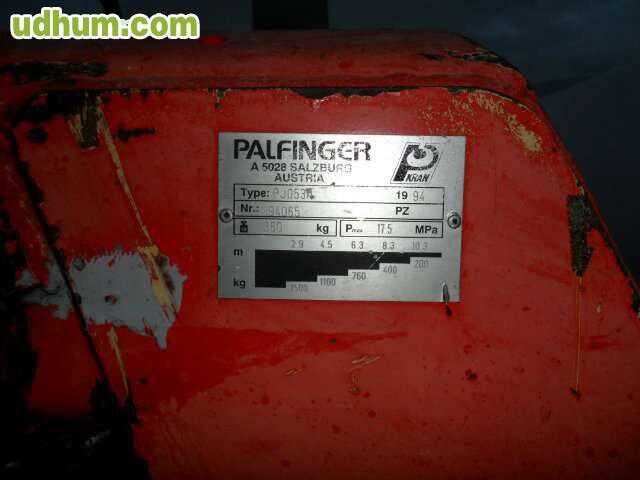 udhum.com
PALFINGER
A 5028 SALZBURG
AUSTRIA
P KRAN
Type: 19 94
Nr.: PZ
kg Pmax 17.5 MPa
m 2.9 4.5 6.3 8.3 10.3
kg 1500 1100 760 400 200